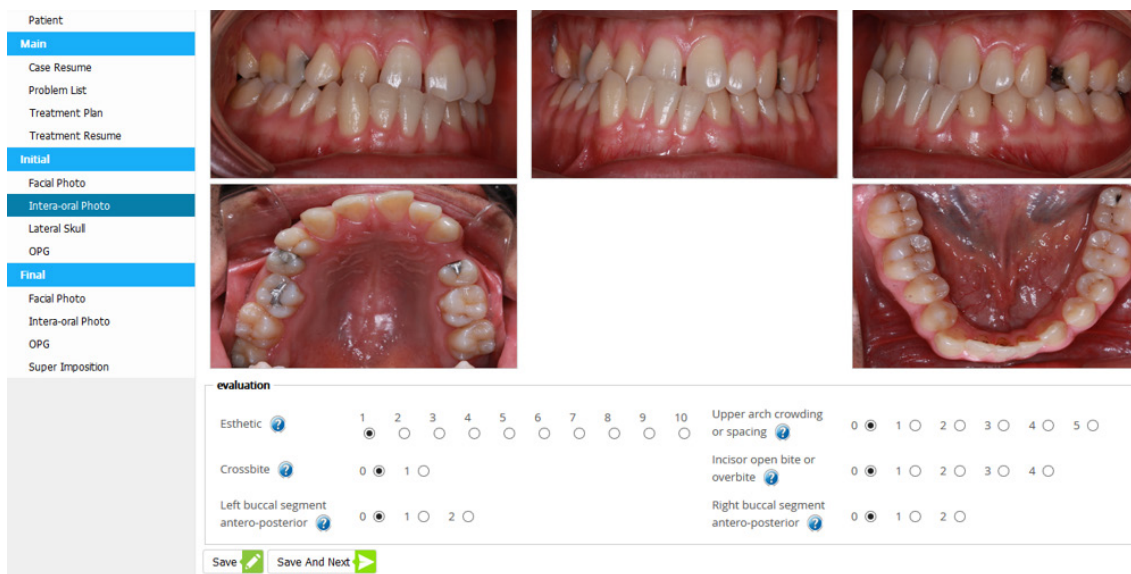 Patient
Main
Case Resume
Problem List
Treatment Plan
Treatment Resume
Initial
Facial Photo
Intera-oral Photo
Lateral Skull
OPG
Final
Facial Photo
Intera-oral Photo
OPG
Super Imposition
evaluation
Esthetic ? 1 2 3 4 5 6 7 8 9 10
Upper arch crowding
or spacing ? 0 1 2 3 4 5
Crossbite ? 0 1
Incisor open bite or
overbite ? 0 1 2 3 4
Left buccal segment
antero-posterior ? 0 1 2
Right buccal segment
antero-posterior ? 0 1 2
Save Save And Next